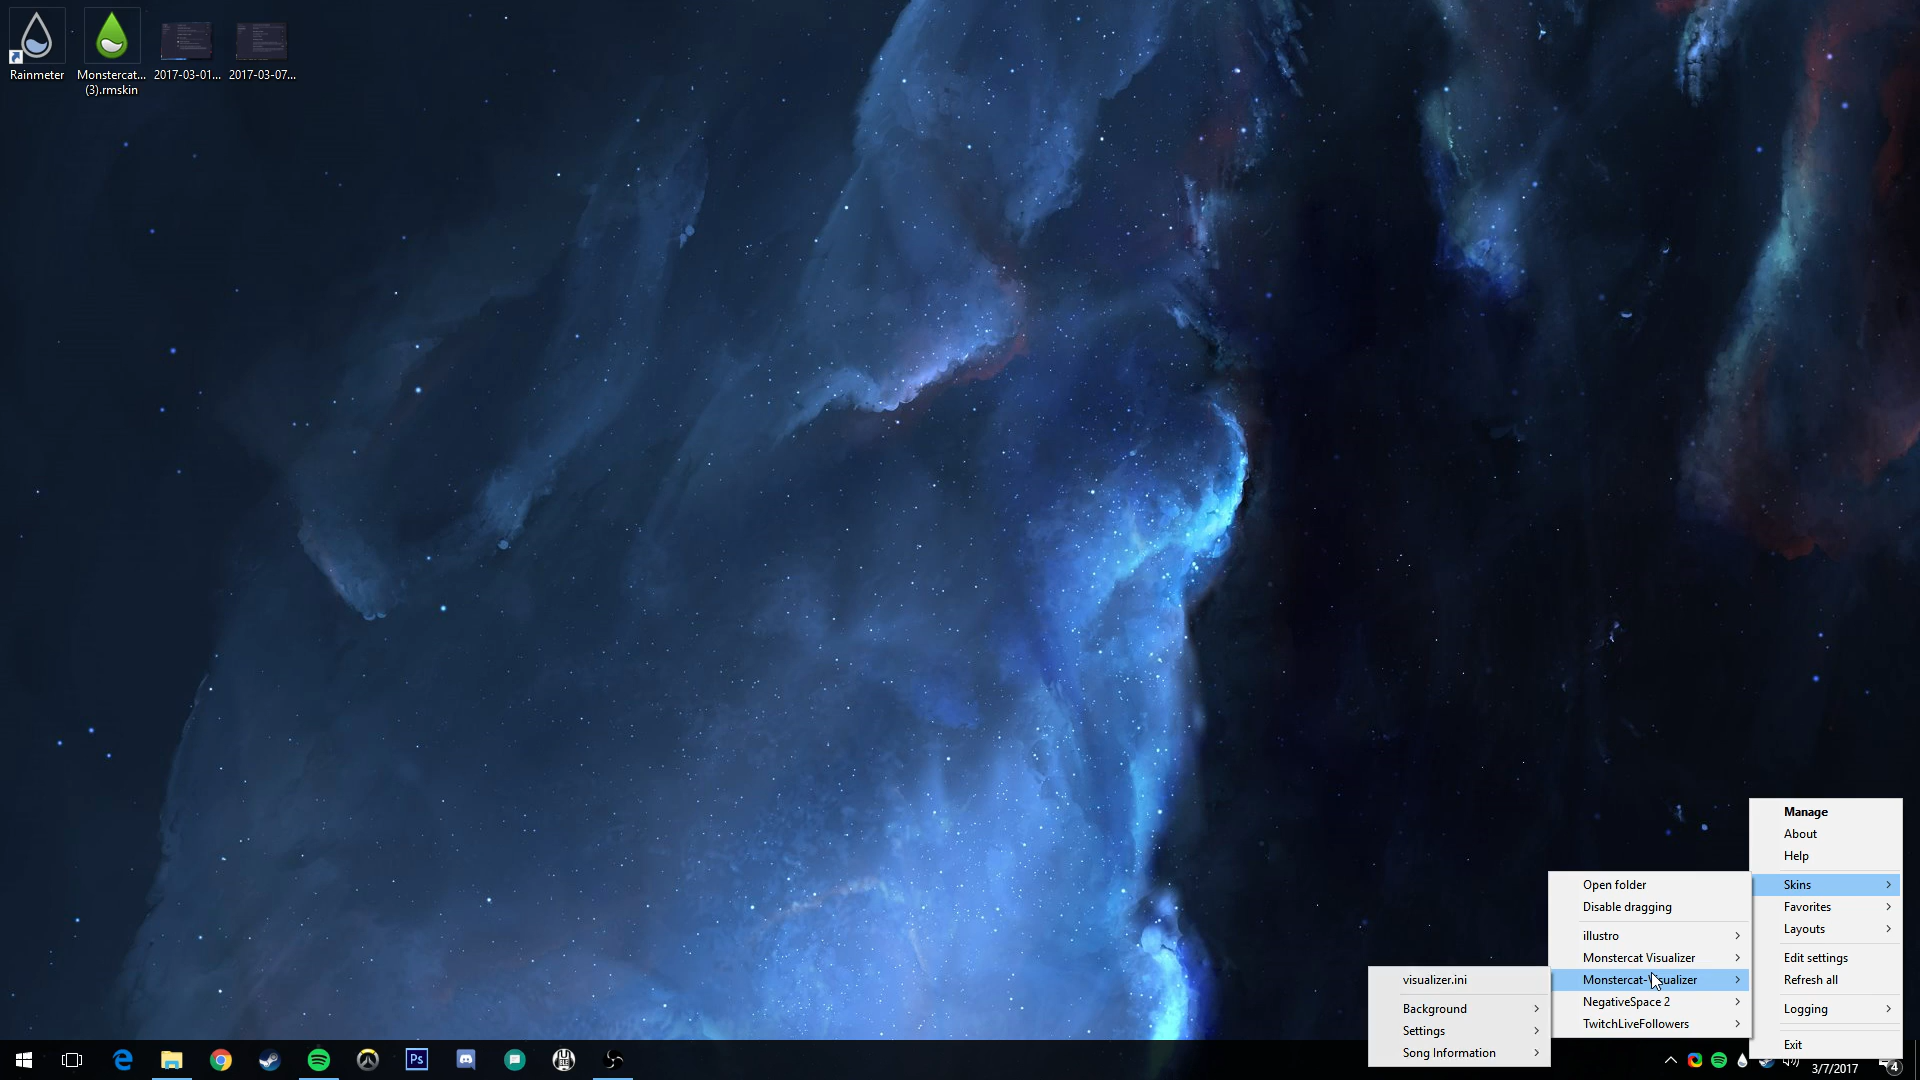 Rainmeter
Monstercat...
(3).rmskin
2017-03-01...
2017-03-07...
Manage
About
Help
Skins
Favorites
Layouts
Edit settings
Refresh all
Logging
Exit
Open folder
Disable dragging
illustro
Monstercat Visualizer
Monstercat-Visualizer
NegativeSpace 2
TwitchLiveFollowers
visualizer.ini
Background
Settings
Song Information
Ps
3/7/2017
4